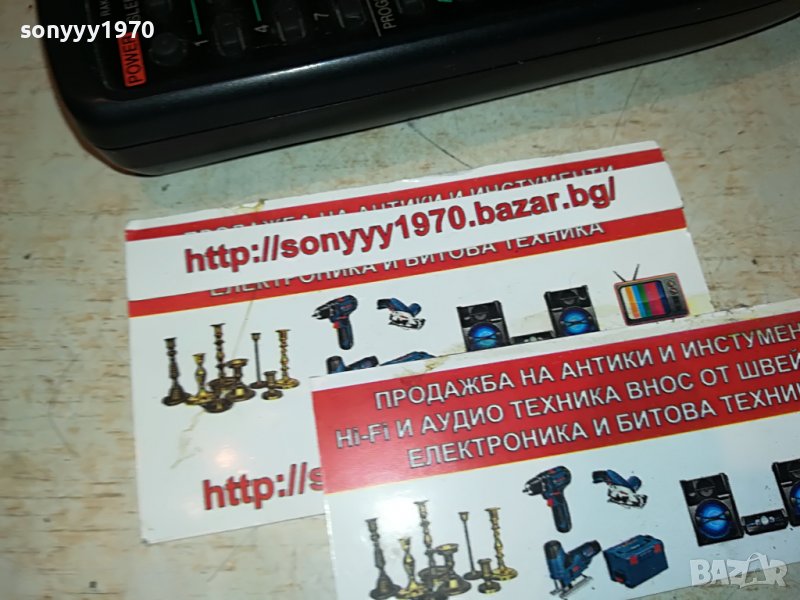 sonyyy1970
POWER
1 4 7
ПРОДАЖБА НА АНТИКИ И ИНСТУМЕНТИ
http://sonyyy1970.bazar.bg/
ЕЛЕКТРОНИКА И БИТОВА ТЕХНИКА
http://
ПРОДАЖБА НА АНТИКИ И ИНСТУМЕН
Hi-Fi И АУДИО ТЕХНИКА ВНОС ОТ ШВЕЙ
ЕЛЕКТРОНИКА И БИТОВА ТЕХНИ
BAZAR